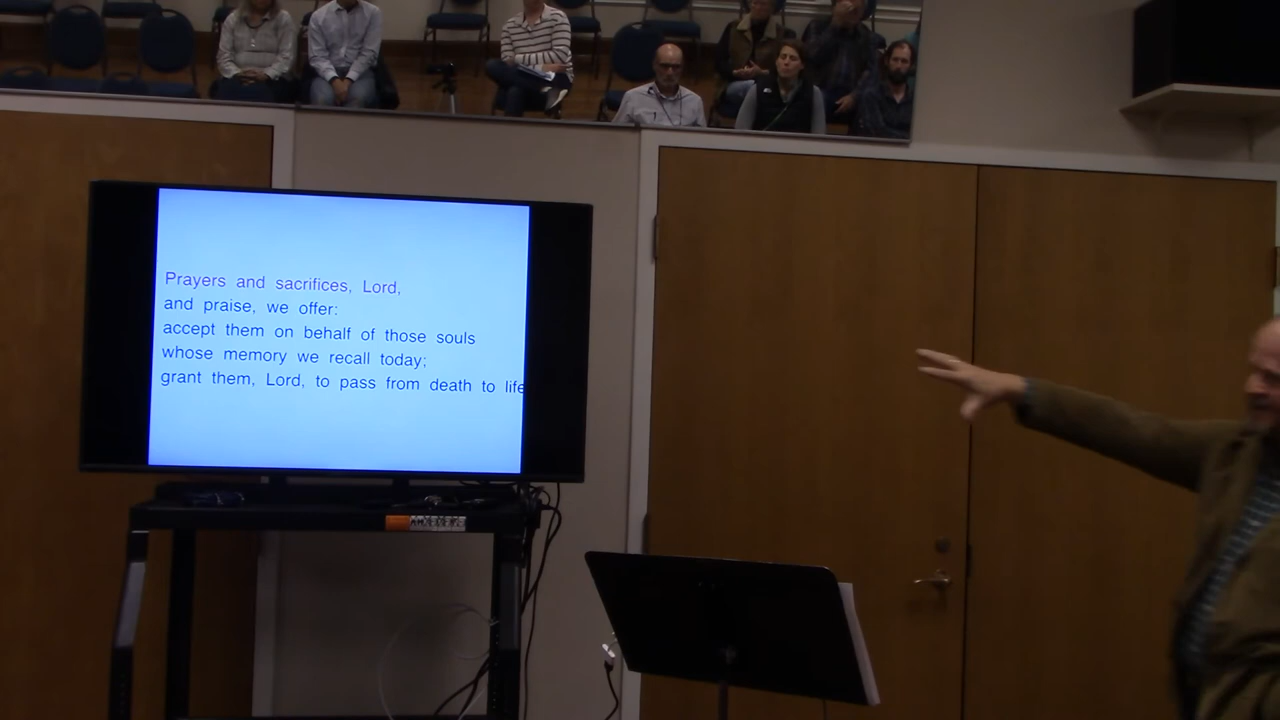 Prayers and sacrifices, Lord,
and praise, we offer:
accept them on behalf of those souls
whose memory we recall today;
grant them, Lord, to pass from death to life